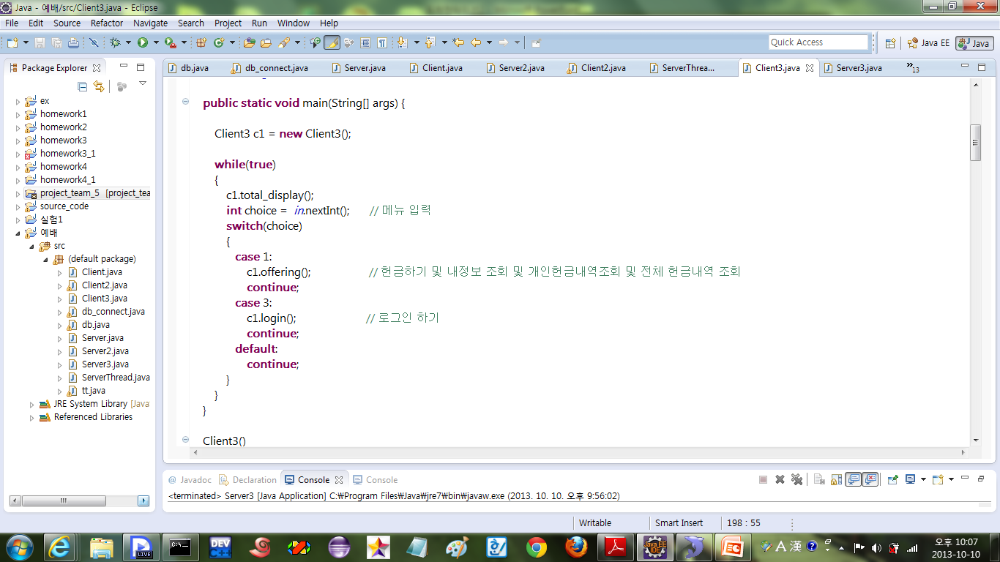 Java - 예배/src/Client3.java - Eclipse
File Edit Source Refactor Navigate Search Project Run Window Help
Quick Access
Java EE
Java
Package Explorer
db.java
db_connect.java
Server.java
Client.java
Server2.java
Client2.java
ServerThrea...
Client3.java
Server3.java
»13
ex
homework1
homework2
homework3
homework3_1
homework4
homework4_1
project_team_5 [project_tea
source_code
실험1
예배
src
(default package)
Client.java
Client2.java
Client3.java
db_connect.java
db.java
Server.java
Server2.java
Server3.java
ServerThread.java
tt.java
JRE System Library [Java
Referenced Libraries
public static void main(String[] args) {
Client3 c1 = new Client3();
while(true)
{
c1.total_display();
int choice = in.nextInt(); // 메뉴 입력
switch(choice)
{
case 1:
c1.offering(); // 헌금하기 및 내정보 조회 및 개인헌금내역조회 및 전체 헌금내역 조회
continue;
case 3:
c1.login(); // 로그인 하기
continue;
default:
continue;
}
}
}
Client3()
@ Javadoc
Declaration
Console
Console
<terminated> Server3 [Java Application] C:₩Program Files₩Java₩jre7₩bin₩javaw.exe (2013. 10. 10. 오후 9:56:02)
Writable
Smart Insert
198 : 55
LIVE
C:\_
DEV C++
Java EE IDE
A 漢
오후 10:07
2013-10-10